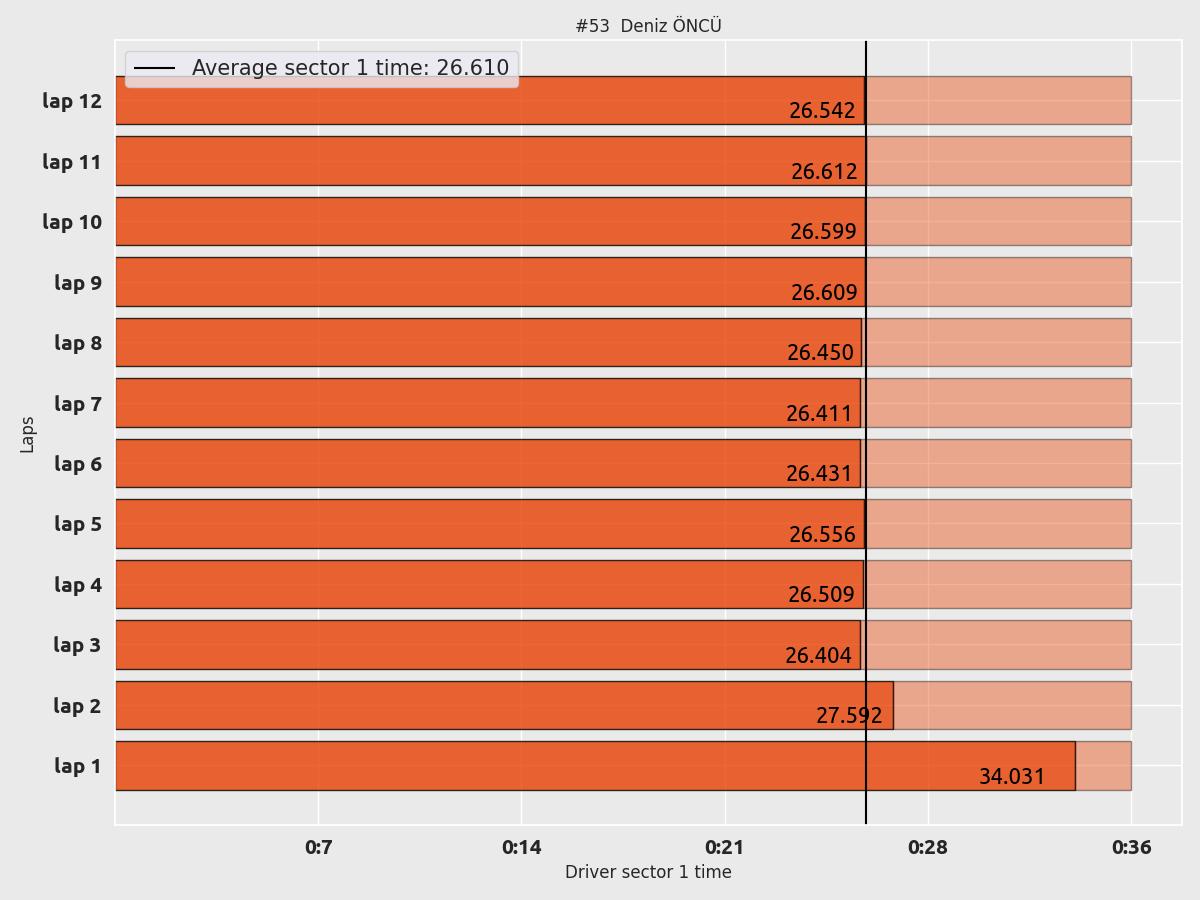 #53  Deniz ÖNCÜ
Average sector 1 time: 26.610
lap 12
26.542
lap 11
26.612
lap 10
26.599
lap 9
26.609
lap 8
26.450
lap 7
26.411
lap 6
26.431
lap 5
26.556
lap 4
26.509
lap 3
26.404
lap 2
27.592
lap 1
34.031
Laps
0:7
0:14
0:21
0:28
0:36
Driver sector 1 time